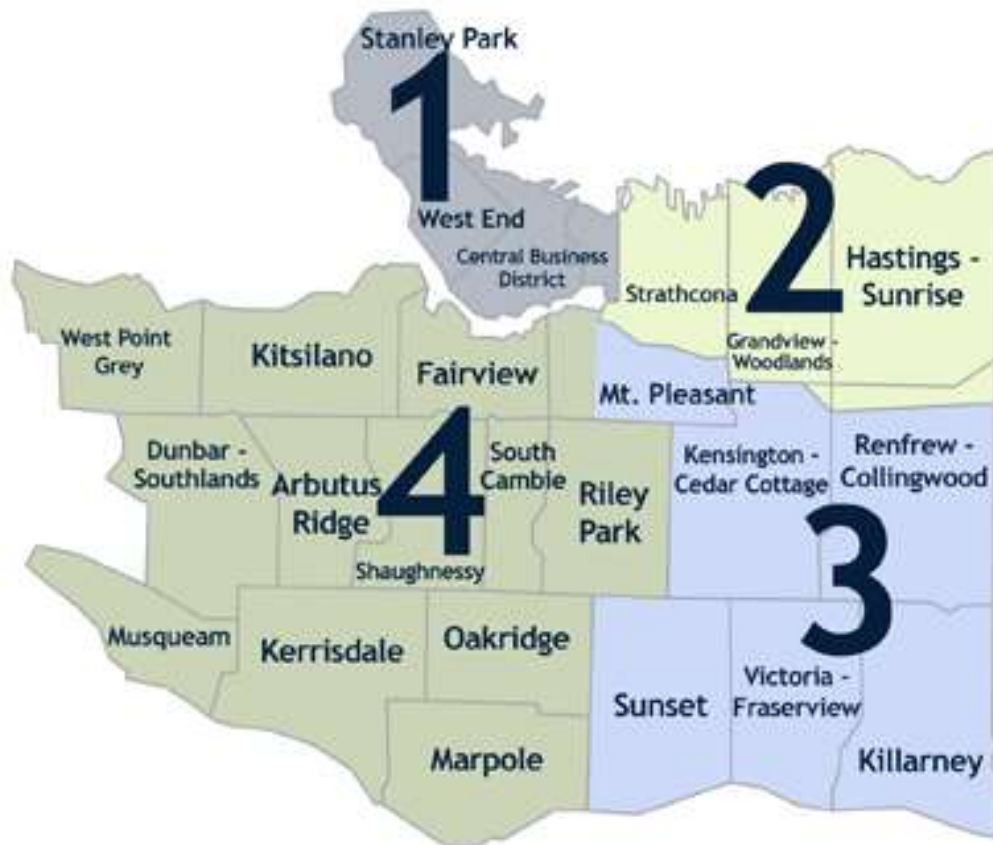 Stanley Park
1
West End
Central Business
District
2
Hastings -
Sunrise
Strathcona
Grandview -
Woodlands
West Point
Grey
Kitsilano
Fairview
Mt. Pleasant
Dunbar -
Southlands
Arbutus
Ridge
4
South
Cambie
Riley
Park
Shaughnessy
Kensington -
Cedar Cottage
Renfrew -
Collingwood
3
Musqueam
Kerrisdale
Oakridge
Marpole
Sunset
Victoria -
Fraserview
Killarney